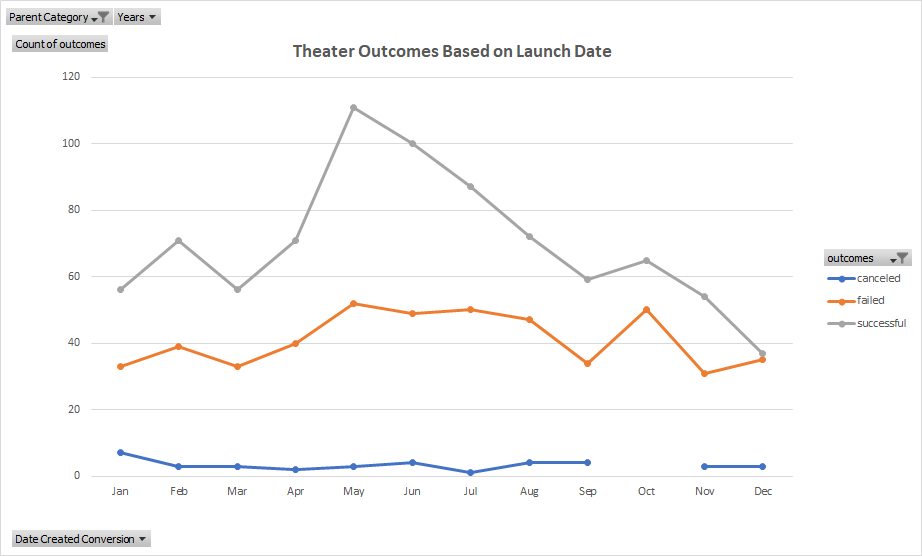 Parent Category Years
Count of outcomes
Theater Outcomes Based on Launch Date
120
100
80
60
40
20
0
Jan Feb Mar Apr May Jun Jul Aug Sep Oct Nov Dec
outcomes
canceled
failed
successful
Date Created Conversion